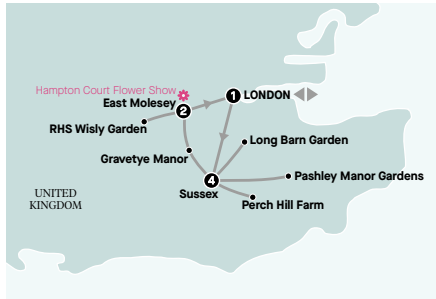 Hampton Court Flower Show
East Molesey
1
LONDON
2
RHS Wisly Garden
Long Barn Garden
Gravetye Manor
Pashley Manor Gardens
4
Sussex
Perch Hill Farm
UNITED
KINGDOM